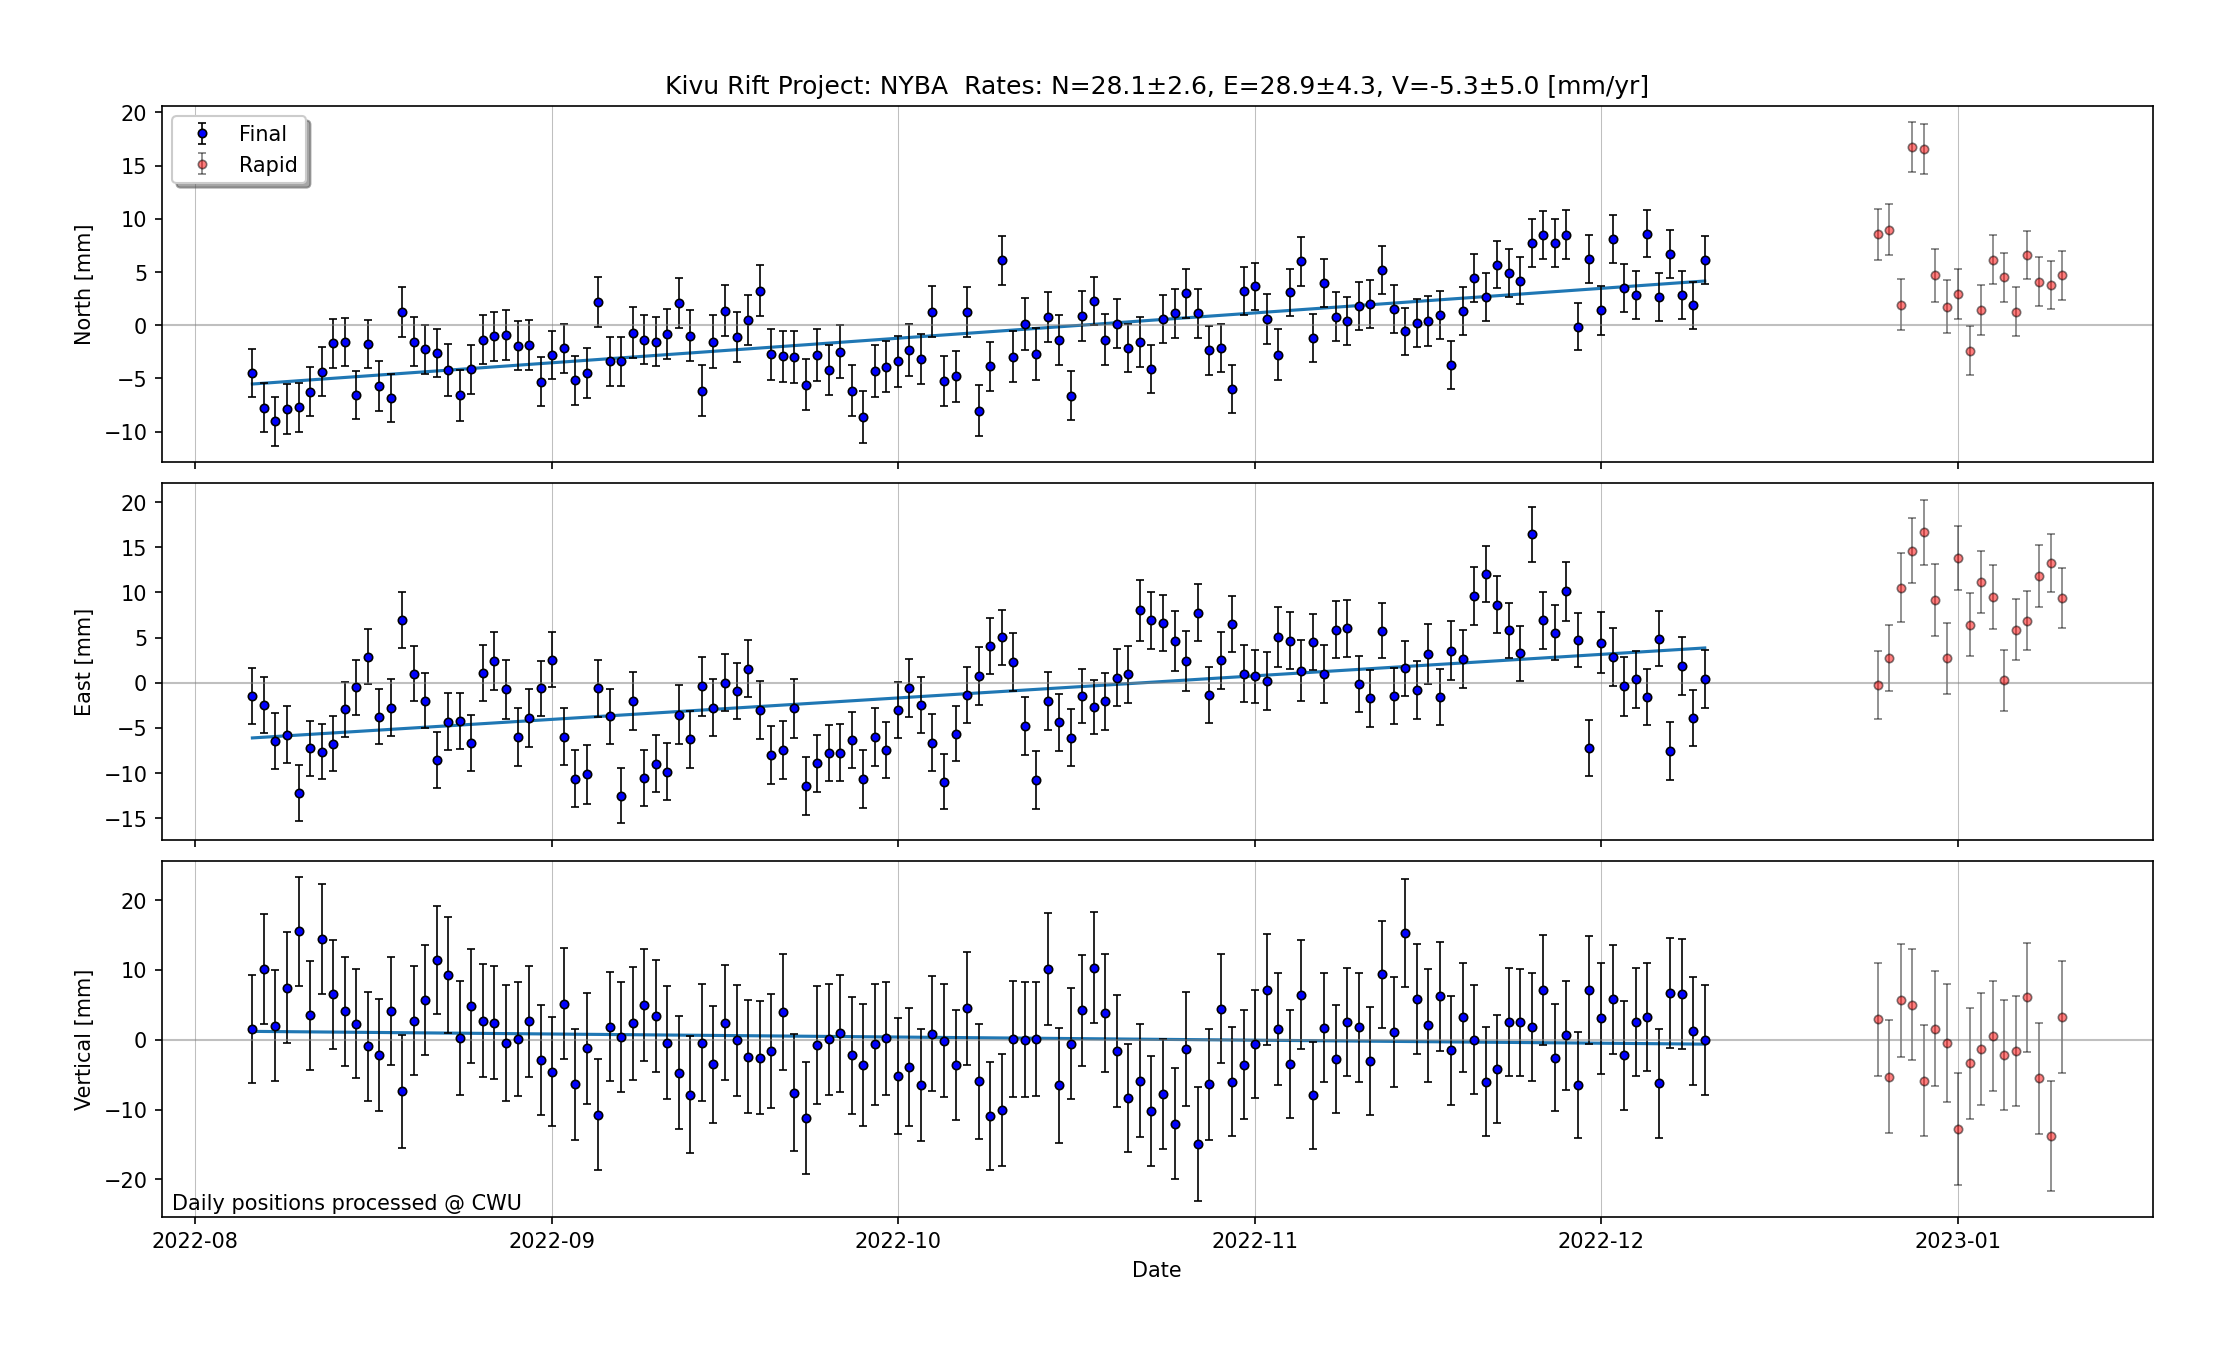 Kivu Rift Project: NYBA  Rates: N=28.1±2.6, E=28.9±4.3, V=-5.3±5.0 [mm/yr]
North [mm]
20
15
10
5
0
−5
−10
Final
Rapid
East [mm]
20
15
10
5
0
−5
−10
−15
Vertical [mm]
20
10
0
−10
−20
Daily positions processed @ CWU
2022-08 2022-09 2022-10 2022-11 2022-12 2023-01
Date